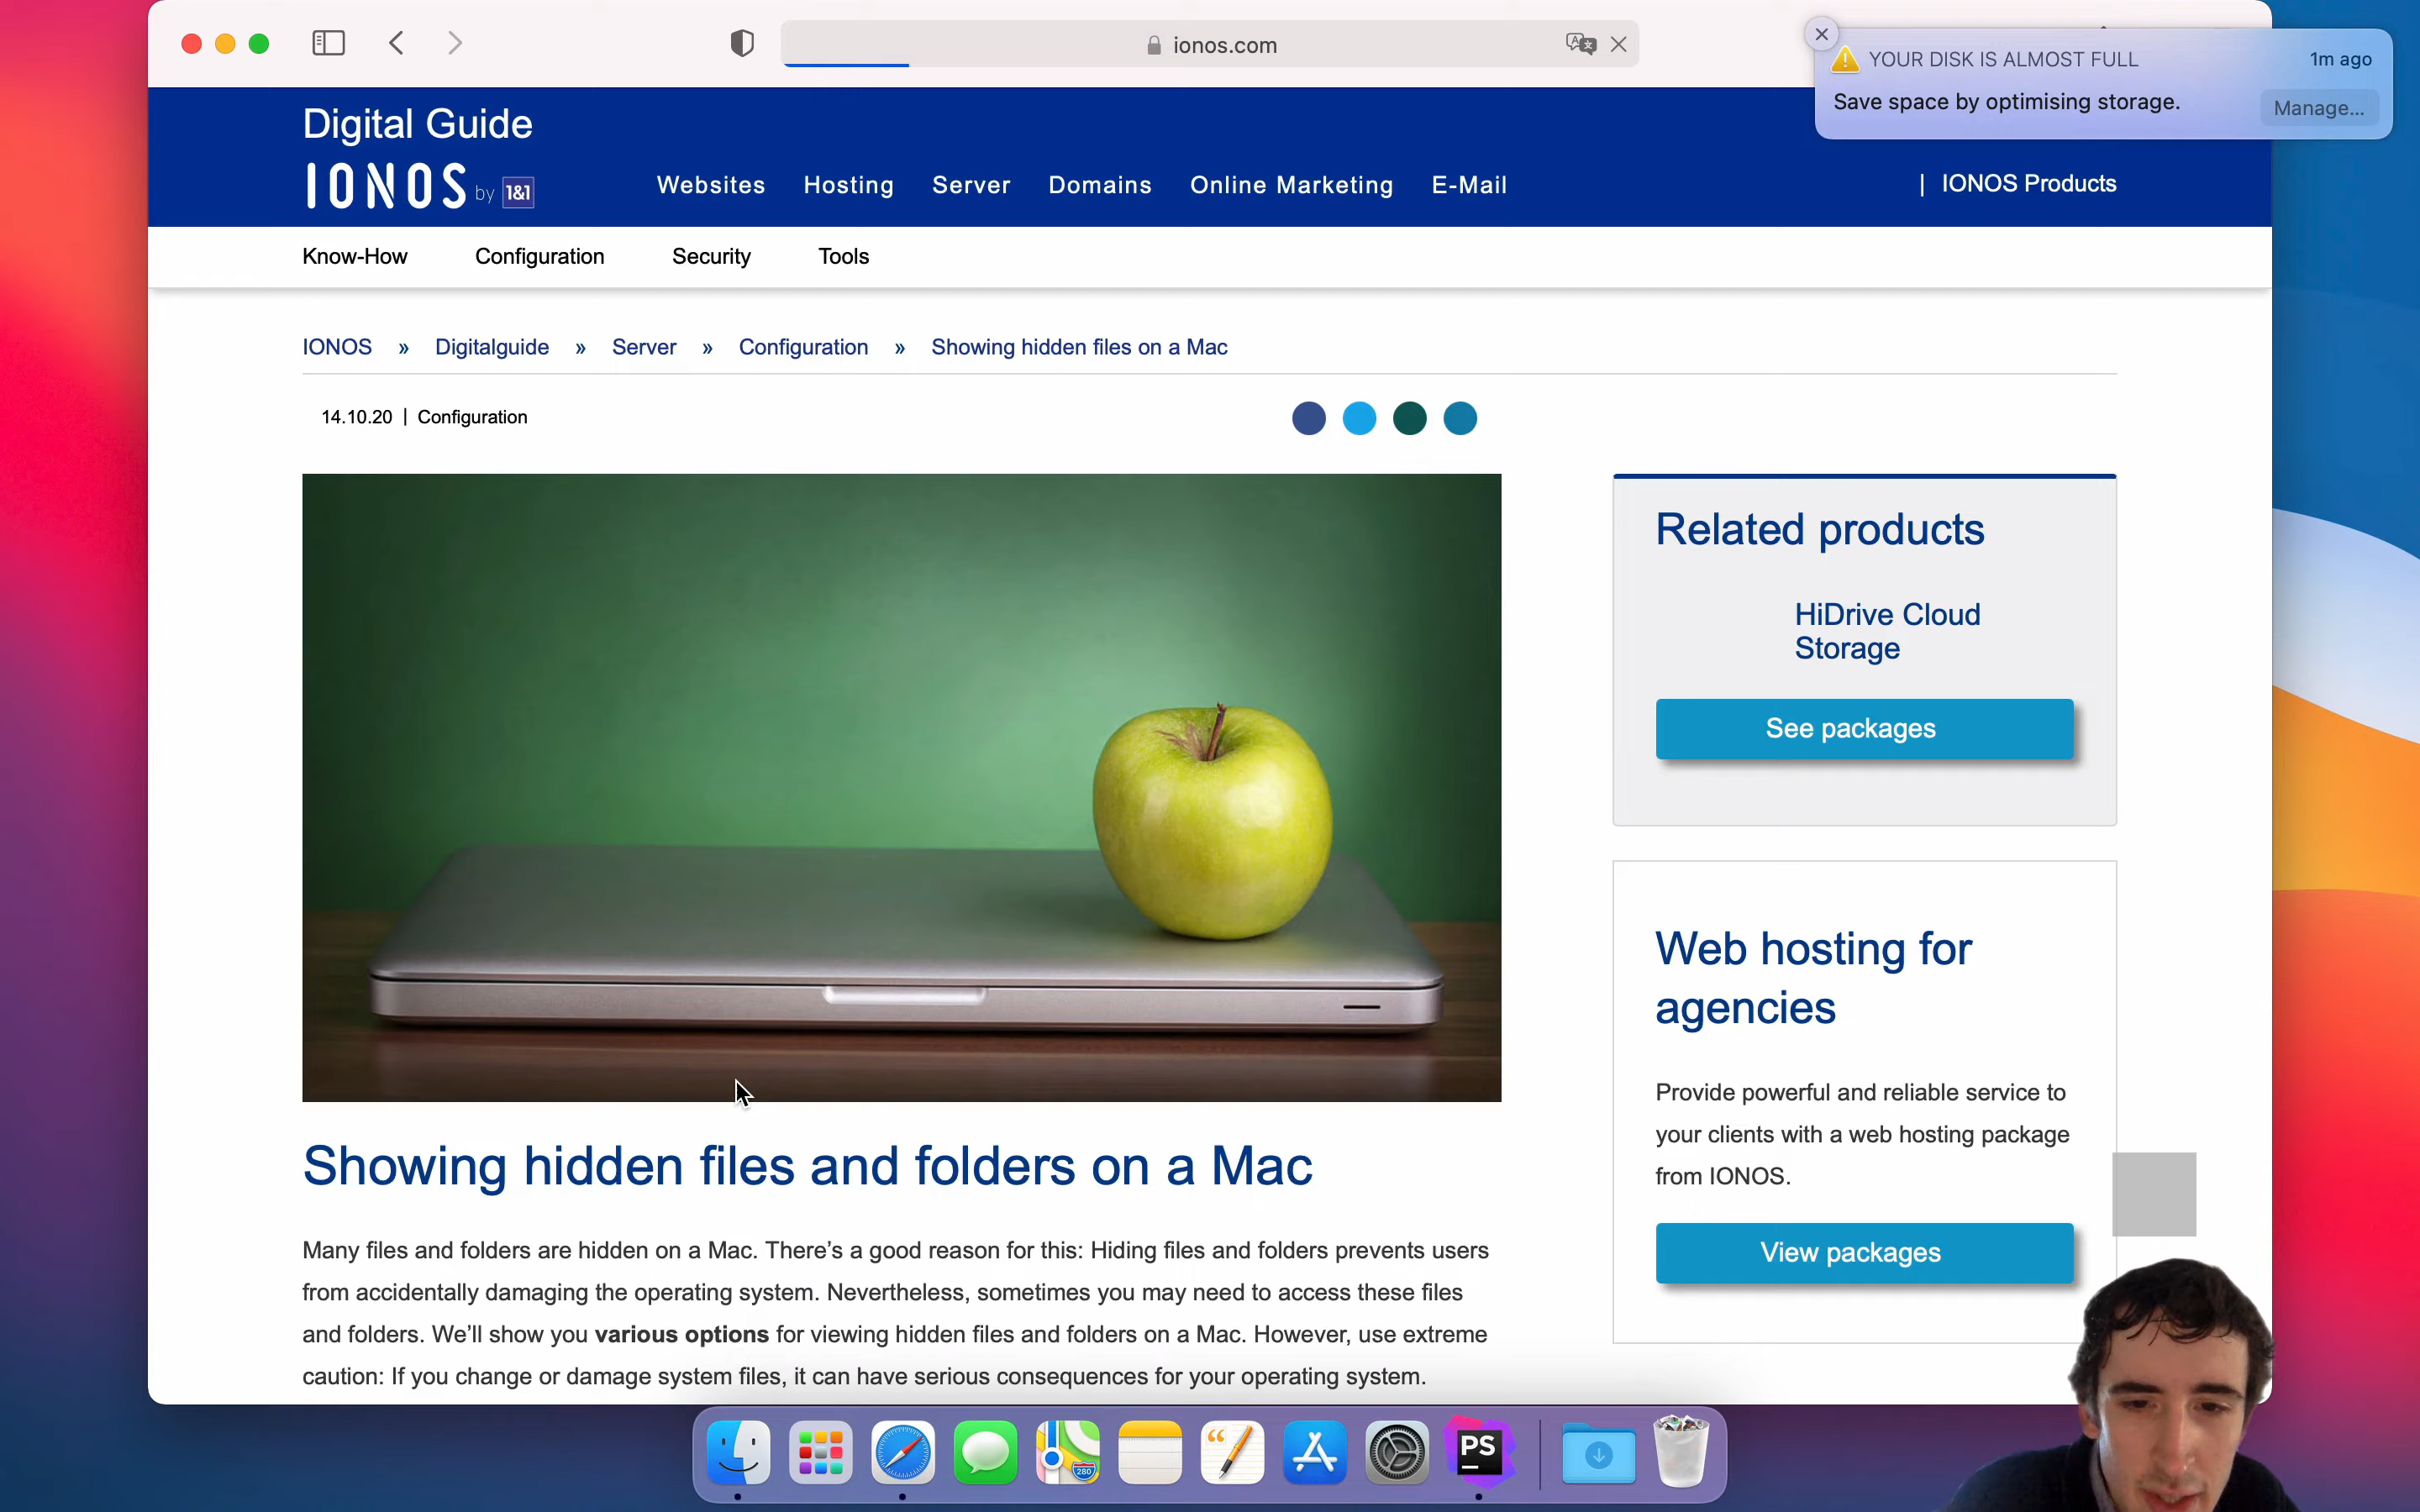 ionos.com
YOUR DISK IS ALMOST FULL
1m ago
Save space by optimising storage.
Manage...
Digital Guide
IONOS by 1&1
Websites Hosting Server Domains Online Marketing E-Mail
| IONOS Products
Know-How Configuration Security Tools
IONOS » Digitalguide » Server » Configuration » Showing hidden files on a Mac
14.10.20 | Configuration
Related products
HiDrive Cloud
Storage
See packages
Web hosting for
agencies
Provide powerful and reliable service to
your clients with a web hosting package
from IONOS.
View packages
Showing hidden files and folders on a Mac
Many files and folders are hidden on a Mac. There’s a good reason for this: Hiding files and folders prevents users
from accidentally damaging the operating system. Nevertheless, sometimes you may need to access these files
and folders. We’ll show you various options for viewing hidden files and folders on a Mac. However, use extreme
caution: If you change or damage system files, it can have serious consequences for your operating system.
280
PS